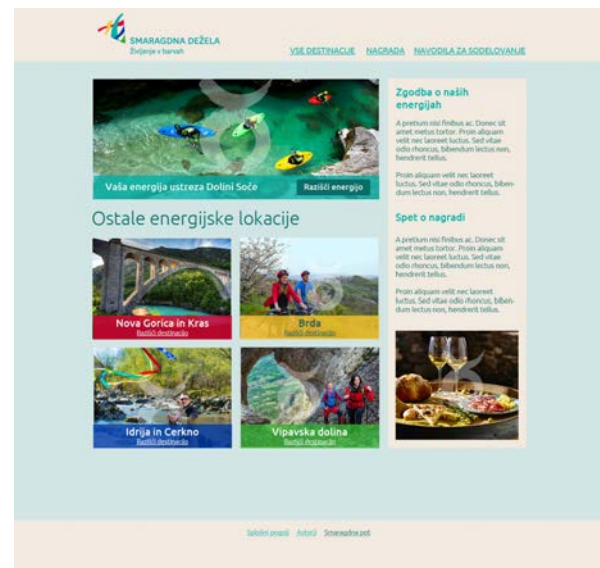 SMARAGDNA DEŽELA
Življenje v barvah
VSE DESTINACIJE NAGRADA NAVODILA ZA SODELOVANJE
Vaša energija ustreza Dolini Soče
Razišči energijo
Ostale energijske lokacije
Nova Gorica in Kras
Razišči destinacijo
Brda
Razišči destinacijo
Idrija in Cerkno
Razišči destinacijo
Vipavska dolina
Razišči destinacijo
Zgodba o naših
energijah
A pretium nisi finibus ac. Donec sit
amet metus tortor. Proin aliquam
velit nec laoreet luctus. Sed vitae
odio rhoncus, bibendum lectus non,
hendrerit tellus.
Proin aliquam velit nec laoreet
luctus. Sed vitae odio rhoncus, biben-
dum lectus non, hendrerit tellus.
Spet o nagradi
A pretium nisi finibus ac. Donec sit
amet metus tortor. Proin aliquam
velit nec laoreet luctus. Sed vitae
odio rhoncus, bibendum lectus non,
hendrerit tellus.
Proin aliquam velit nec laoreet
luctus. Sed vitae odio rhoncus, biben-
dum lectus non, hendrerit tellus.
Splošni pogoji Avtorji Smaragdna pot